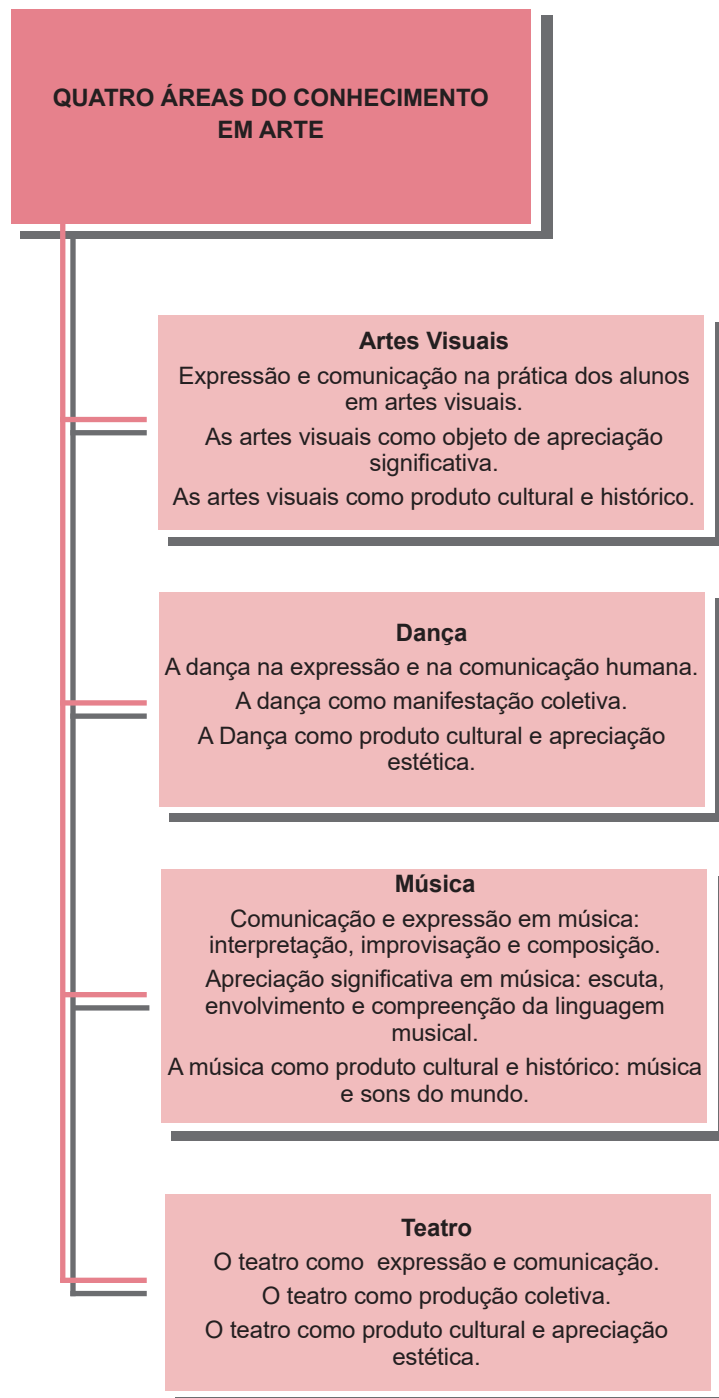 QUATRO ÁREAS DO CONHECIMENTO
EM ARTE
Artes Visuais
Expressão e comunicação na prática dos alunos
em artes visuais.
As artes visuais como objeto de apreciação
significativa.
As artes visuais como produto cultural e histórico.
Dança
A dança na expressão e na comunicação humana.
A dança como manifestação coletiva.
A Dança como produto cultural e apreciação
estética.
Música
Comunicação e expressão em música:
interpretação, improvisação e composição.
Apreciação significativa em música: escuta,
envolvimento e compreenção da linguagem
musical.
A música como produto cultural e histórico: música
e sons do mundo.
Teatro
O teatro como expressão e comunicação.
O teatro como produção coletiva.
O teatro como produto cultural e apreciação
estética.